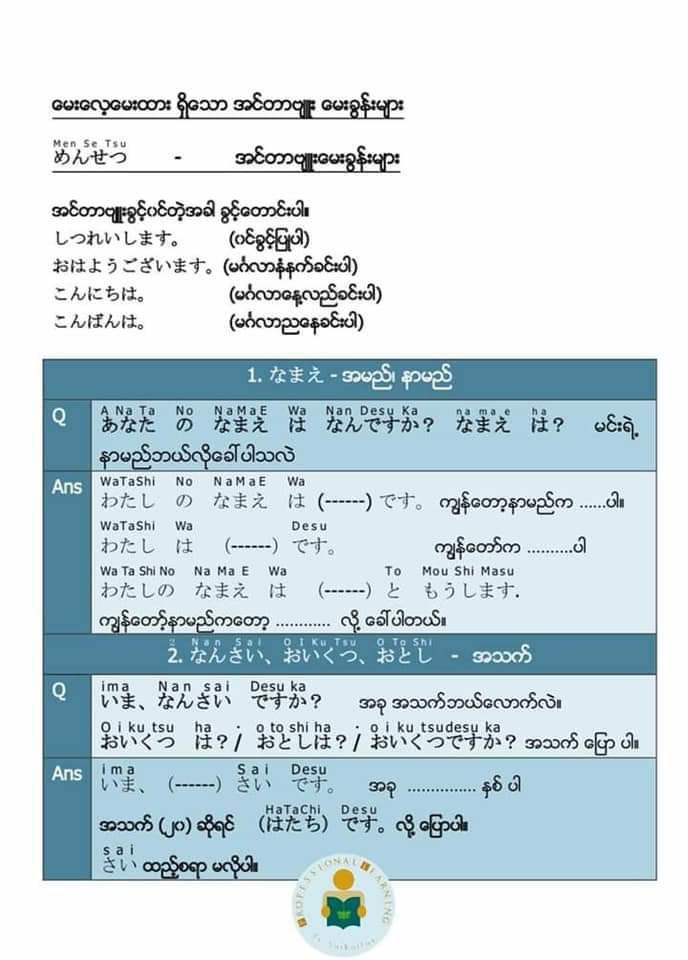 မေးလေ့မေးထား ရှိသော အင်တာဗျူး မေးခွန်းများ
Men Se Tsu
めんせつ - အင်တာဗျူးမေးခွန်းများ
အင်တာဗျူးခွင့်ဝင်တဲ့အခါ ခွင့်တောင်းပါ။
しつれいします。 (ဝင်ခွင့်ပြုပါ)
おはようございます。(မင်္ဂလာနံနက်ခင်းပါ)
こんにちは。 (မင်္ဂလာနေ့လည်ခင်းပါ)
こんばんは。 (မင်္ဂလာညနေခင်းပါ)
1. なまえ - အမည်၊ နာမည်
A Na Ta No NaMaE Wa Nan Desu Ka na ma e ha
Q あなた の なまえ は なんですか? なまえ は? မင်းရဲ့
နာမည်ဘယ်လိုခေါ်ပါသလဲ
WaTaShi No NaMaE Wa
Ans わたし の なまえ は (------) です。 ကျွန်တော့နာမည်က ......ပါ။
WaTaShi Wa Desu
わたし は (------) です。 ကျွန်တော်က ..........ပါ
Wa Ta Shi No Na Ma E Wa To Mou Shi Masu
わたしの なまえ は (------) と もうします.
ကျွန်တော့်နာမည်ကတော့ ............ လို့ ခေါ်ပါတယ်။
2 Nan Sai O I Ku Tsu O To Shi
2. なんさい、おいくつ、おとし - အသက်
ima Nan sai Desu ka
Q いま、なんさい ですか? အခု အသက်ဘယ်လောက်လဲ။
O i ku tsu ha · o to shi ha · o i ku tsudesu ka
おいくつ は?/ おとしは?/ おいくつですか? အသက် ပြော ပါ။
ima Sai Desu
Ans いま、 (------) さい です。 အခု .............. နှစ် ပါ
HaTaChi Desu
အသက် (၂၀) ဆိုရင် (はたち) です。လို့ ပြောပါ။
sai
さい ထည့်စရာ မလိုပါ။
PROFESSIONAL LEARNING